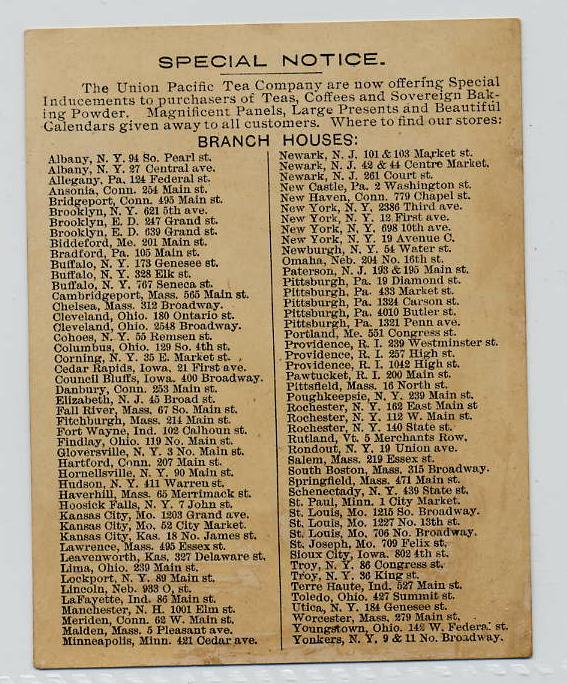 SPECIAL NOTICE.
The Union Pacific Tea Company are now offering Special
Inducements to purchasers of Teas, Coffees and Sovereign Bak-
ing Powder. Magnificent Panels, Large Presents and Beautiful
Calendars given away to all customers. Where to find our stores:
BRANCH HOUSES:
Albany, N. Y. 94 So. Pearl st.
Albany, N. Y. 27 Central ave.
Allegany, Pa. 124 Federal st.
Ansonia, Conn. 254 Main st.
Bridgeport, Conn. 495 Main st.
Brooklyn, N. Y. 621 5th ave.
Brooklyn, E. D. 247 Grand st.
Brooklyn, E. D. 639 Grand st.
Biddeford, Me. 201 Main st.
Bradford, Pa. 105 Main st.
Buffalo, N. Y. 173 Genesee st.
Buffalo, N. Y. 328 Elk st.
Buffalo, N. Y. 767 Seneca st.
Cambridgeport, Mass. 565 Main st.
Chelsea, Mass. 312 Broadway.
Cleveland, Ohio. 180 Ontario st.
Cleveland, Ohio. 2548 Broadway.
Cohoes, N. Y. 55 Remsen st.
Columbus, Ohio. 129 So. 4th st.
Corning, N. Y. 35 E. Market st.
Cedar Rapids, Iowa. 21 First ave.
Council Bluffs, Iowa. 400 Broadway.
Danbury, Conn. 253 Main st.
Elizabeth, N. J. 45 Broad st.
Fall River, Mass. 67 So. Main st.
Fitchburg, Mass. 214 Main st.
Fort Wayne, Ind. 102 Calhoun st.
Findlay, Ohio. 119 No. Main st.
Gloversville, N. Y. 3 No. Main st.
Hartford, Conn. 207 Main st.
Hornellsville, N. Y. 90 Main st.
Hudson, N. Y. 411 Warren st.
Haverhill, Mass. 65 Merrimack st.
Hoosick Falls, N. Y. 7 John st.
Kansas City, Mo. 1203 Grand ave.
Kansas City, Mo. 52 City Market.
Kansas City, Kas. 18 No. James st.
Lawrence, Mass. 495 Essex st.
Leavenworth, Kas. 327 Delaware st.
Lima, Ohio. 239 Main st.
Lockport, N. Y. 89 Main st.
Lincoln, Neb. 933 O, st.
LaFayette, Ind. 86 Main st.
Manchester, N. H. 1001 Elm st.
Meriden, Conn. 62 W. Main st.
Malden, Mass. 5 Pleasant ave.
Minneapolis, Minn. 421 Cedar ave.
Newark, N. J. 101 & 103 Market st.
Newark, N. J. 42 & 44 Centre Market.
Newark, N. J. 261 Court st.
New Castle, Pa. 2 Washington st.
New Haven, Conn. 779 Chapel st.
New York, N. Y. 2386 Third ave.
New York, N. Y. 12 First ave.
New York, N. Y. 698 10th ave.
New York, N. Y. 19 Avenue C.
Newburg, N. Y. 54 Water st.
Omaha, Neb. 204 No. 16th st.
Paterson, N. J. 193 & 195 Main st.
Pittsburgh, Pa. 19 Diamond st.
Pittsburgh, Pa. 433 Market st.
Pittsburgh, Pa. 1324 Carson st.
Pittsburgh, Pa. 4010 Butler st.
Pittsburgh, Pa. 1321 Penn ave.
Portland, Me. 551 Congress st.
Providence, R. I. 239 Westminster st.
Providence, R. I. 257 High st.
Providence, R. I. 1042 High st.
Pawtucket, R. I. 200 Main st.
Pittsfield, Mass. 16 North st.
Poughkeepsie, N. Y. 239 Main st.
Rochester, N. Y. 162 East Main st
Rochester, N. Y. 112 W. Main st.
Rochester, N. Y. 140 State st.
Rutland, Vt. 5 Merchants Row,
Rondout, N. Y. 19 Union ave.
Salem, Mass. 219 Essex st.
South Boston, Mass. 315 Broadway.
Springfield, Mass. 471 Main st.
Schenectady, N. Y. 439 State st.
St. Paul, Minn. 1 City Market.
St. Louis, Mo. 1215 So. Broadway.
St. Louis, Mo. 1227 No. 13th st.
St. Louis, Mo. 706 No. Broadway.
St. Joseph, Mo. 709 Felix st.
Sioux City, Iowa. 802 4th st.
Troy, N. Y. 86 Congress st.
Troy, N. Y. 36 King st.
Terre Haute, Ind. 527 Main st.
Toledo, Ohio. 427 Summit st.
Utica, N. Y. 184 Genesee st.
Worcester, Mass. 279 Main st.
Youngstown, Ohio. 142 W. Federal st.
Yonkers, N. Y. 9 & 11 No. Broadway.